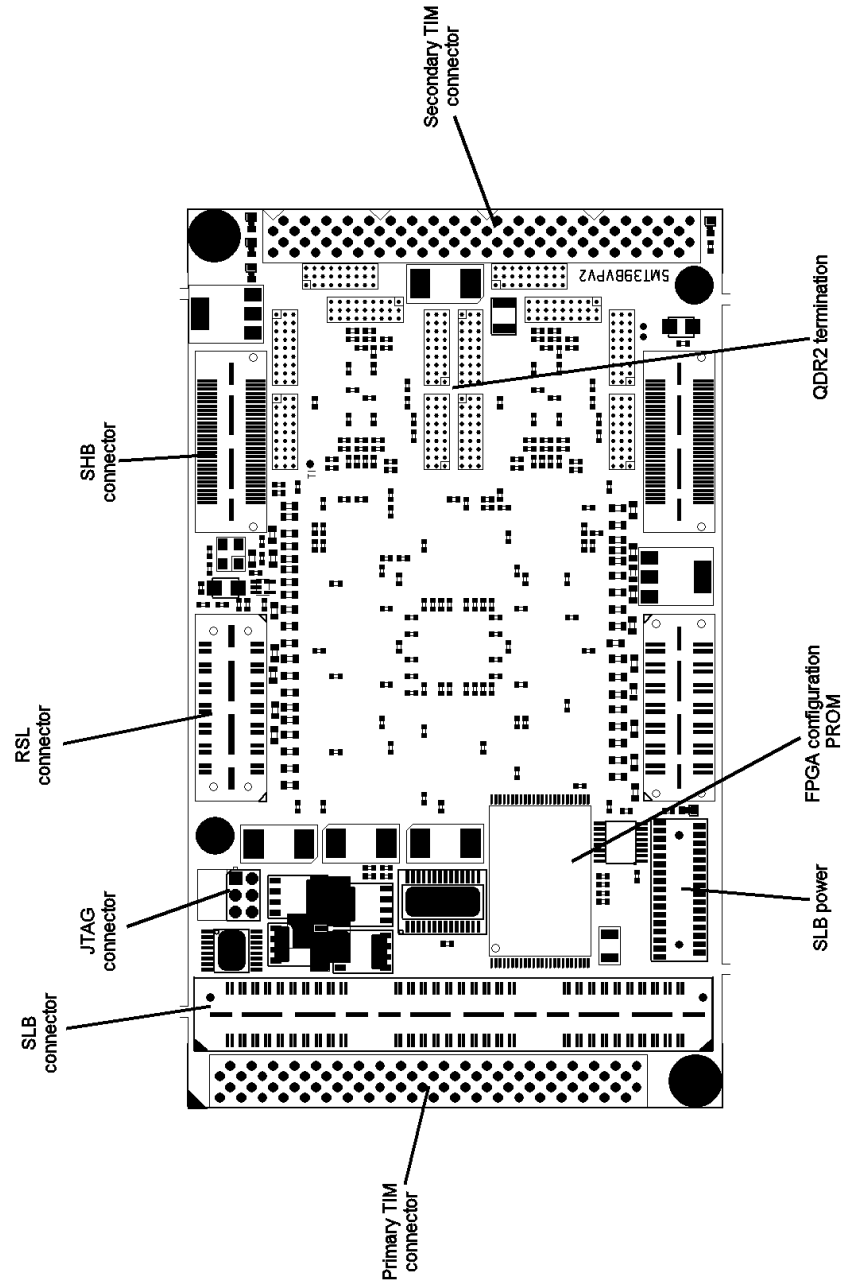 Secondary TIM
connector
SHB
connector
RSL
connector
JTAG
connector
SLB
connector
Primary TIM
connector
QDR2 termination
FPGA configuration
PROM
SLB power
SMT398VPV2
T1